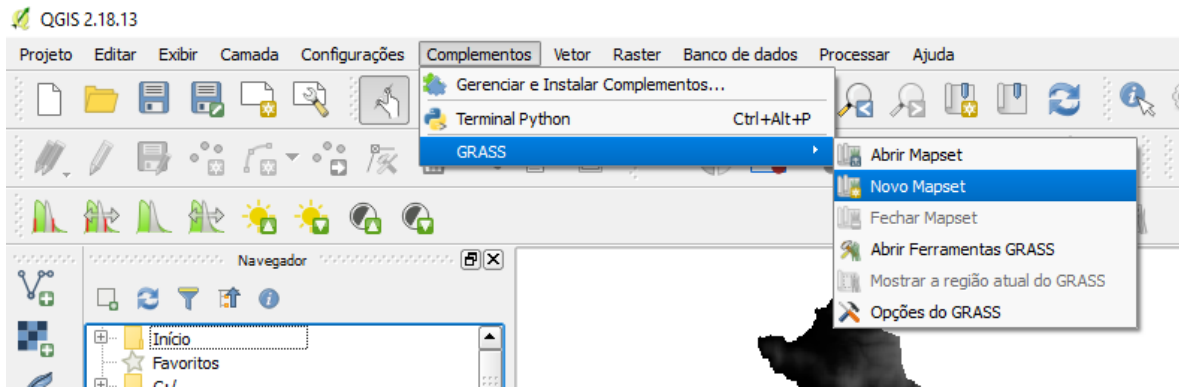 QGIS 2.18.13
Projeto Editar Exibir Camada Configurações Complementos Vetor Raster Banco de dados Processar Ajuda
Gerenciar e Instalar Complementos...
Terminal Python Ctrl+Alt+P
GRASS
Abrir Mapset
Novo Mapset
Fechar Mapset
Abrir Ferramentas GRASS
Mostrar a região atual do GRASS
Opções do GRASS
Navegador
Início
Favoritos